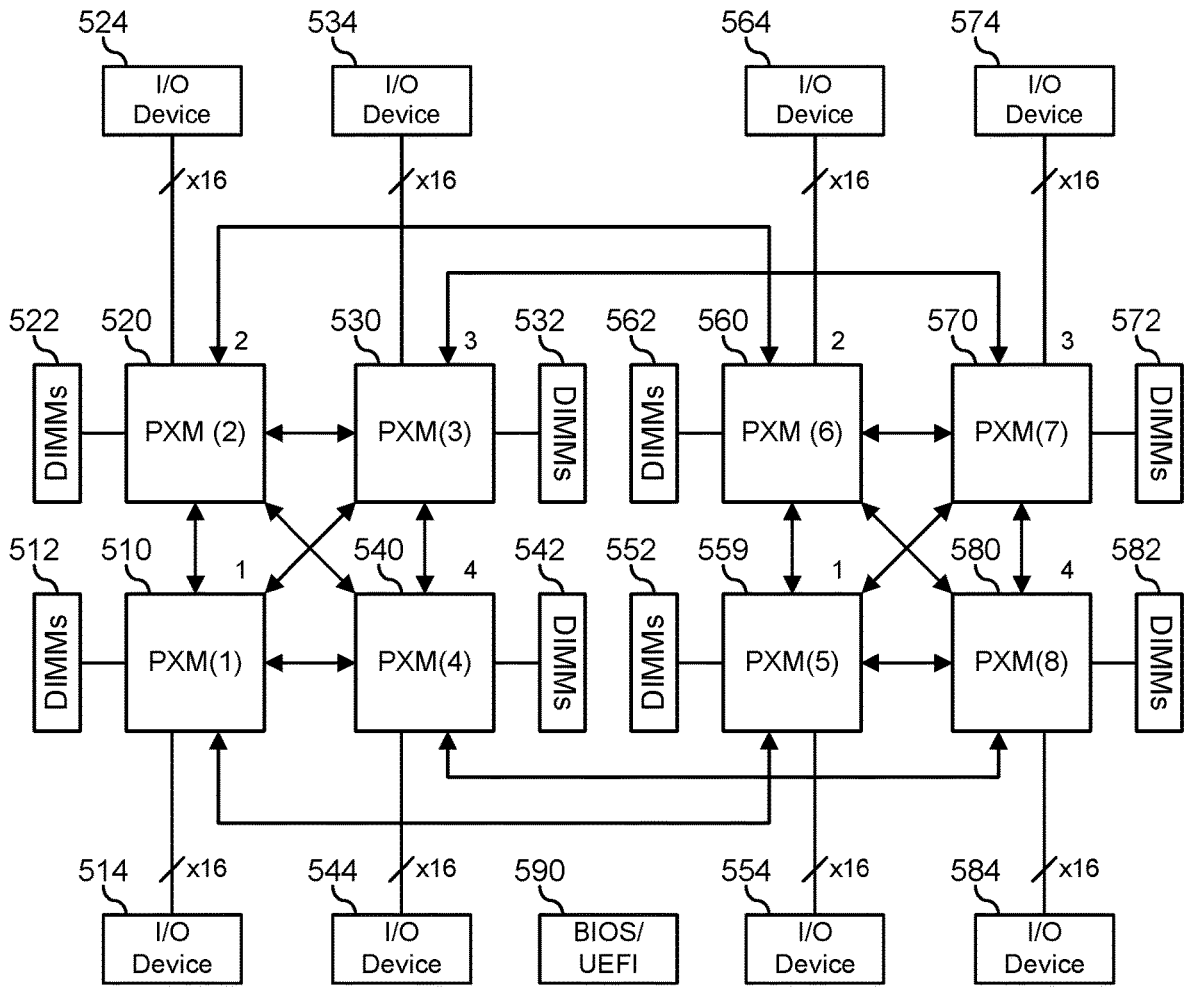 524 534 564 574
I/O Device I/O Device I/O Device I/O Device
x16 x16 x16 x16
522 520 2 530 3 532 562 560 2 570 3 572
DIMMs PXM (2) PXM(3) DIMMs DIMMs PXM (6) PXM(7) DIMMs
512 510 1 540 4 542 552 559 1 580 4 582
DIMMs PXM(1) PXM(4) DIMMs DIMMs PXM(5) PXM(8) DIMMs
514 x16 544 x16 590 554 x16 584 x16
I/O Device I/O Device BIOS/ UEFI I/O Device I/O Device